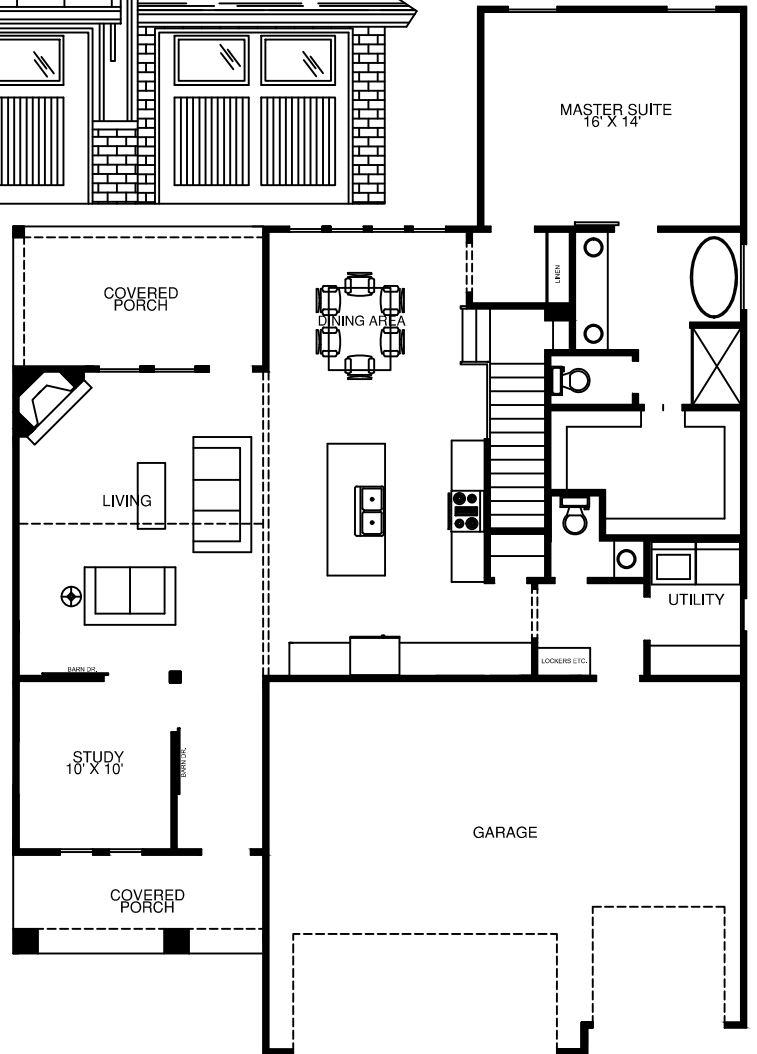 MASTER SUITE
16' X 14'
COVERED
PORCH
LINEN
DINING AREA
LIVING
UTILITY
LOCKERS ETC.
BARN DR.
STUDY
10' X 10'
BARN DR.
GARAGE
COVERED
PORCH